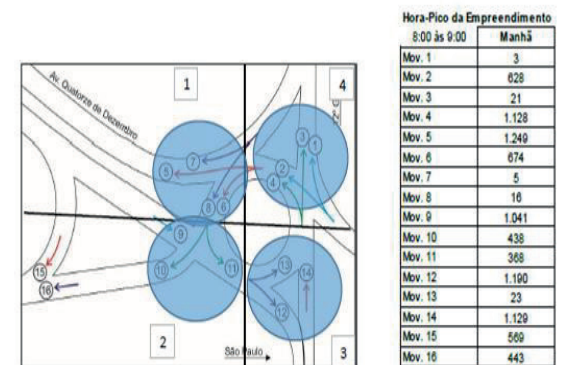 Hora-Pico da Empreendimento
8:00 às 9:00 Manhã
Mov. 1 3
Mov. 2 628
Mov. 3 21
Mov. 4 1.128
Mov. 5 1.249
Mov. 6 674
Mov. 7 5
Mov. 8 16
Mov. 9 1.041
Mov. 10 438
Mov. 11 368
Mov. 12 1.190
Mov. 13 23
Mov. 14 1.129
Mov. 15 569
Mov. 16 443
1
4
Av. Quatorze de Dezembro
3
1
7
2
5
4
8
6
9
13
10
11
14
15
16
12
2
São Paulo
3